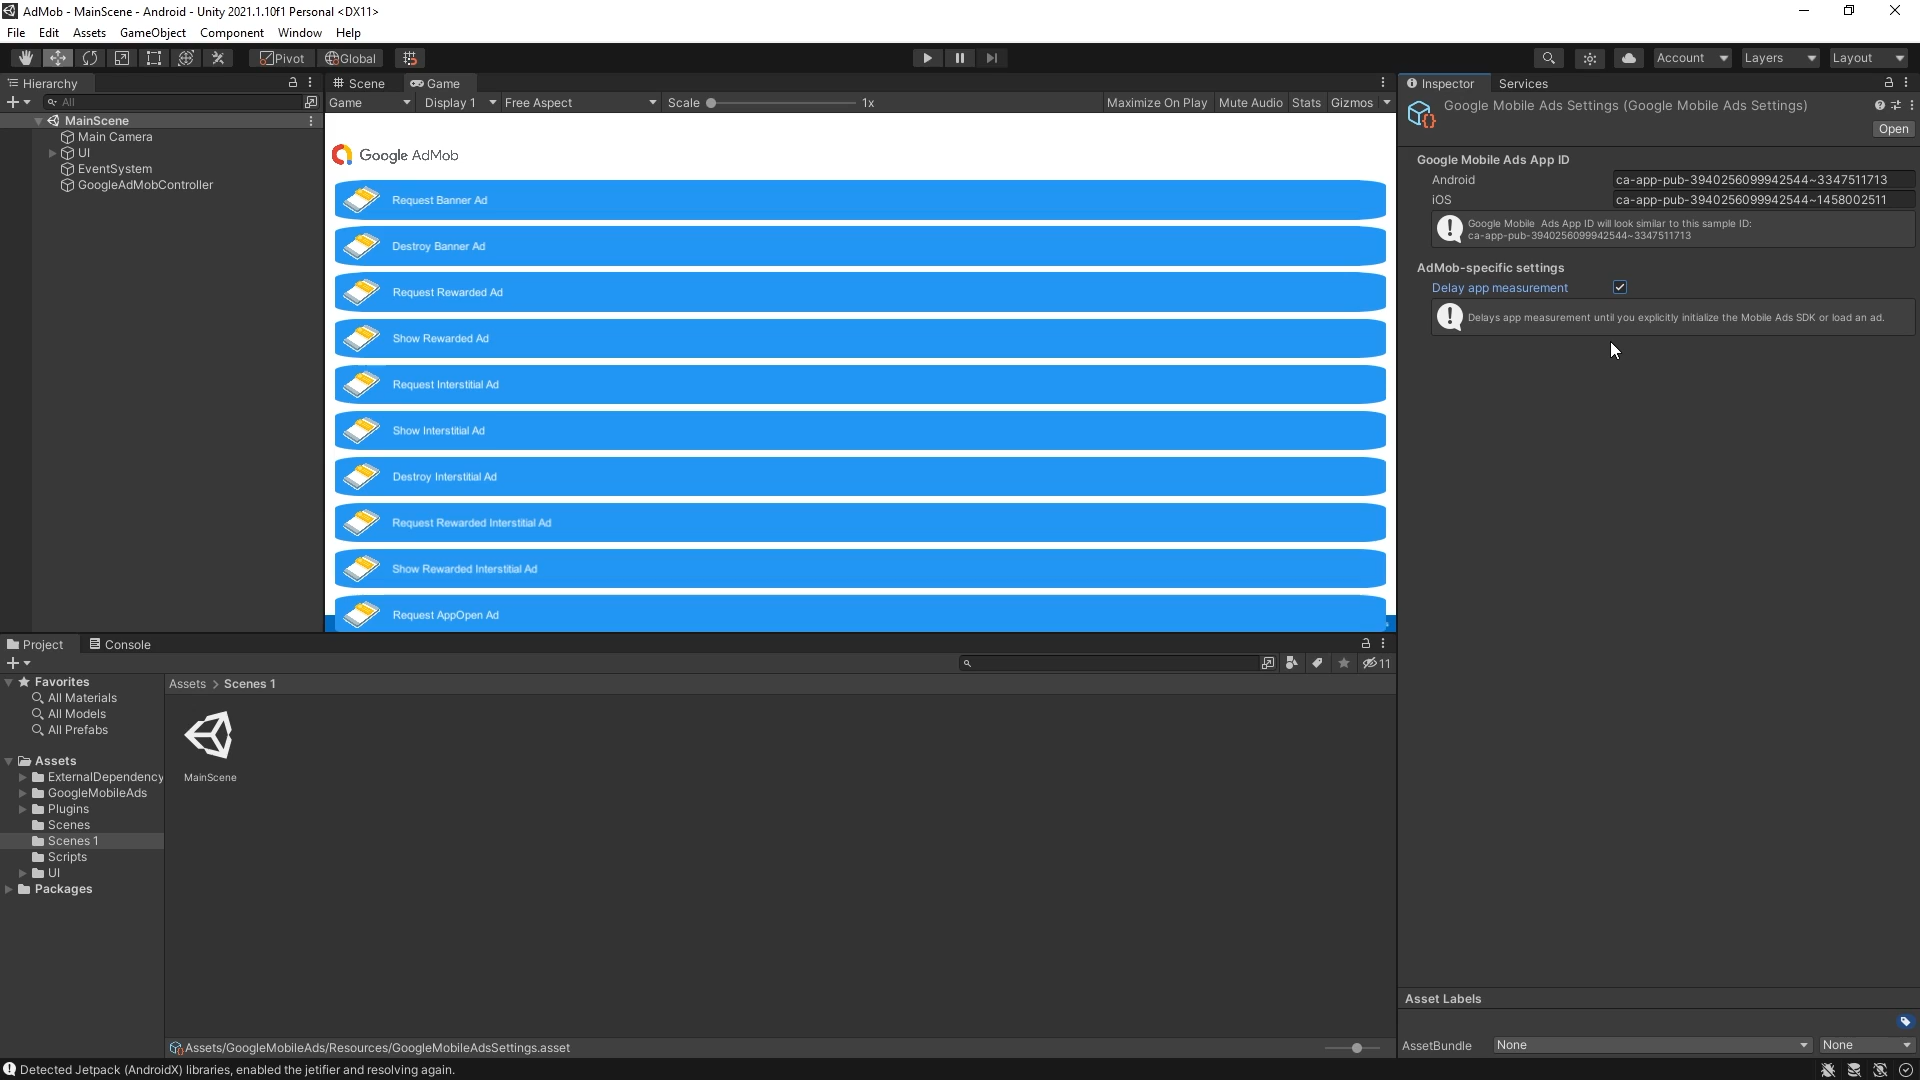 AdMob - MainScene - Android - Unity 2021.1.10f1 Personal <DX11>
File Edit Assets GameObject Component Window Help
Pivot Global Account Layers Layout
Hierarchy
All
MainScene
Main Camera
UI
EventSystem
GoogleAdMobController
Scene Game
Game Display 1 Free Aspect Scale 1x Maximize On Play Mute Audio Stats Gizmos
Google AdMob
Request Banner Ad
Destroy Banner Ad
Request Rewarded Ad
Show Rewarded Ad
Request Interstitial Ad
Show Interstitial Ad
Destroy Interstitial Ad
Request Rewarded Interstitial Ad
Show Rewarded Interstitial Ad
Request AppOpen Ad
Inspector Services
Google Mobile Ads Settings (Google Mobile Ads Settings)
Open
Google Mobile Ads App ID
Android ca-app-pub-3940256099942544~3347511713
iOS ca-app-pub-3940256099942544~1458002511
Google Mobile Ads App ID will look similar to this sample ID:
ca-app-pub-3940256099942544~3347511713
AdMob-specific settings
Delay app measurement
Delays app measurement until you explicitly initialize the Mobile Ads SDK or load an ad.
Project Console
11
Favorites
All Materials
All Models
All Prefabs
Assets
ExternalDependency
GoogleMobileAds
Plugins
Scenes
Scenes 1
Scripts
UI
Packages
Assets > Scenes 1
MainScene
Assets/GoogleMobileAds/Resources/GoogleMobileAdsSettings.asset
Asset Labels
AssetBundle None None
Detected Jetpack (AndroidX) libraries, enabled the jetifier and resolving again.